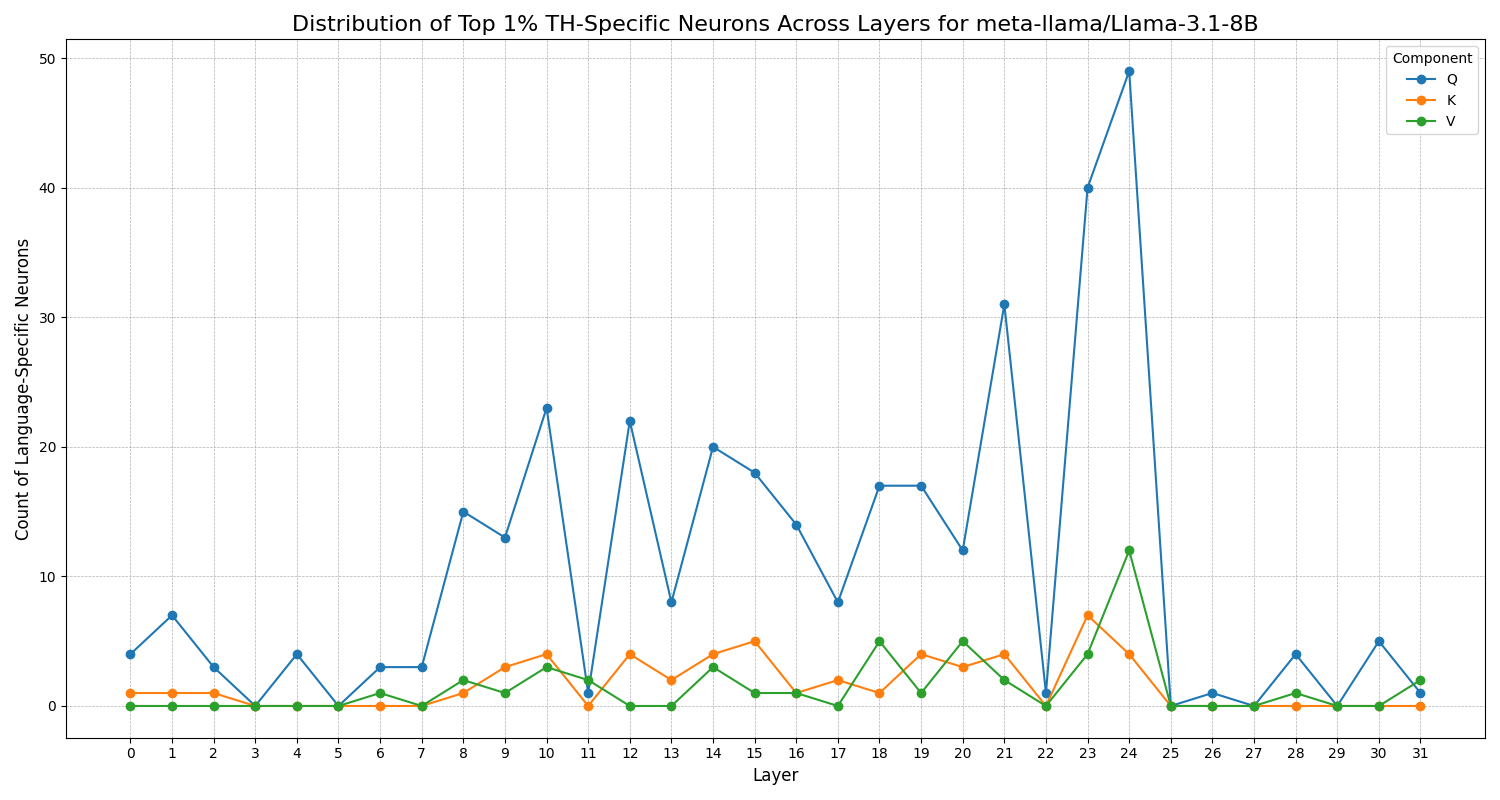 Distribution of Top 1% TH-Specific Neurons Across Layers for meta-llama/Llama-3.1-8B
Component
Q
K
V
Count of Language-Specific Neurons
50
40
30
20
10
0
0 1 2 3 4 5 6 7 8 9 10 11 12 13 14 15 16 17 18 19 20 21 22 23 24 25 26 27 28 29 30 31
Layer